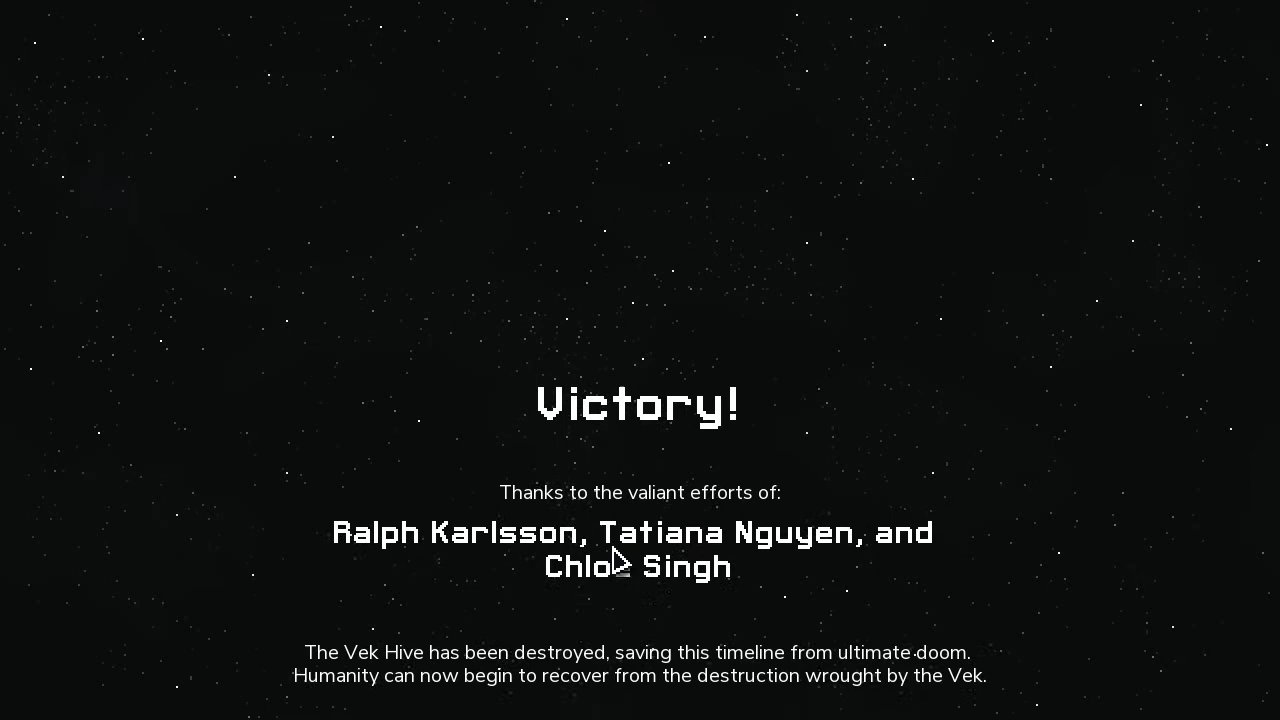 Victory!
Thanks to the valiant efforts of:
Ralph Karlsson, Tatiana Nguyen, and
Singh
The Vek Hive has been destroyed, saving this timeline from ultimate doom.
Humanity can now begin to recover from the destruction wrought by the Vek.